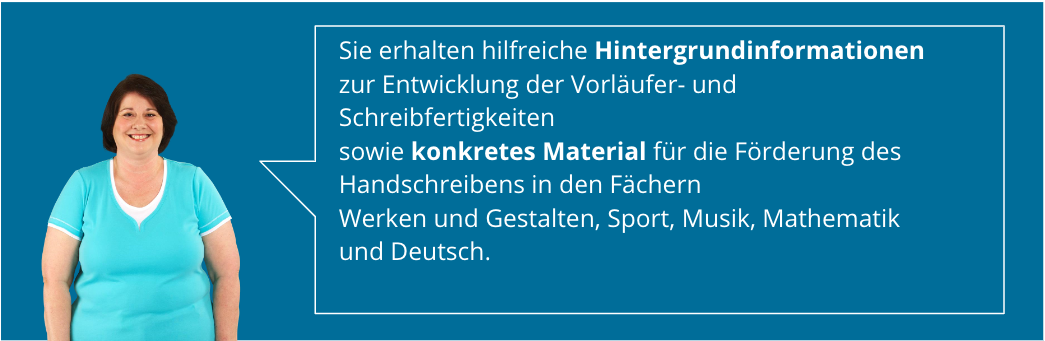 Sie erhalten hilfreiche Hintergrundinformationen
zur Entwicklung der Vorläufer- und
Schreibfertigkeiten
sowie konkretes Material für die Förderung des
Handschreibens in den Fächern
Werken und Gestalten, Sport, Musik, Mathematik
und Deutsch.